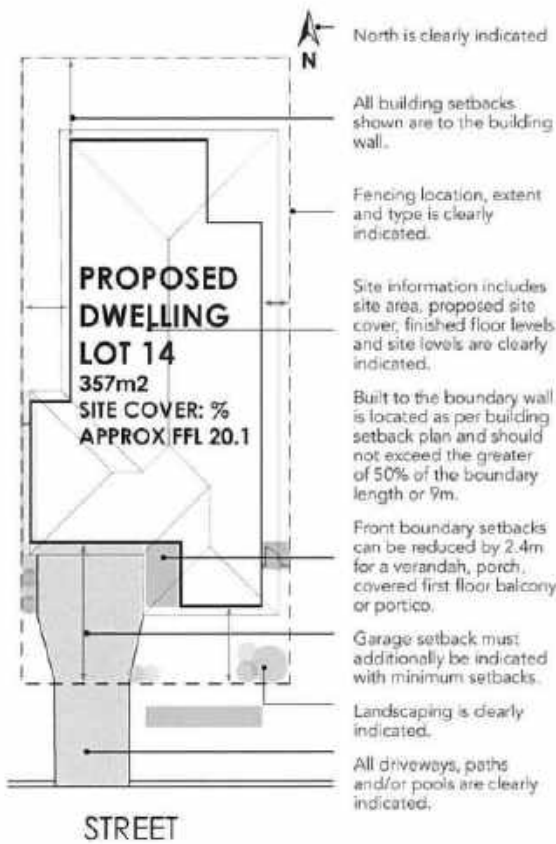 N
North is clearly indicated
All building setbacks
shown are to the building
wall.
Fencing location, extent
and type is clearly
indicated.
PROPOSED
DWELLING
LOT 14
357m2
SITE COVER: %
APPROX FFL 20.1
Site information includes
site area, proposed site
cover, finished floor levels
and site levels are clearly
indicated.
Built to the boundary wall
is located as per building
setback plan and should
not exceed the greater
of 50% of the boundary
length or 9m.
Front boundary setbacks
can be reduced by 2.4m
for a verandah, porch,
covered first floor balcony
or portico.
Garage setback must
additionally be indicated
with minimum setbacks.
Landscaping is clearly
indicated.
All driveways, paths
and/or pools are clearly
indicated.
STREET